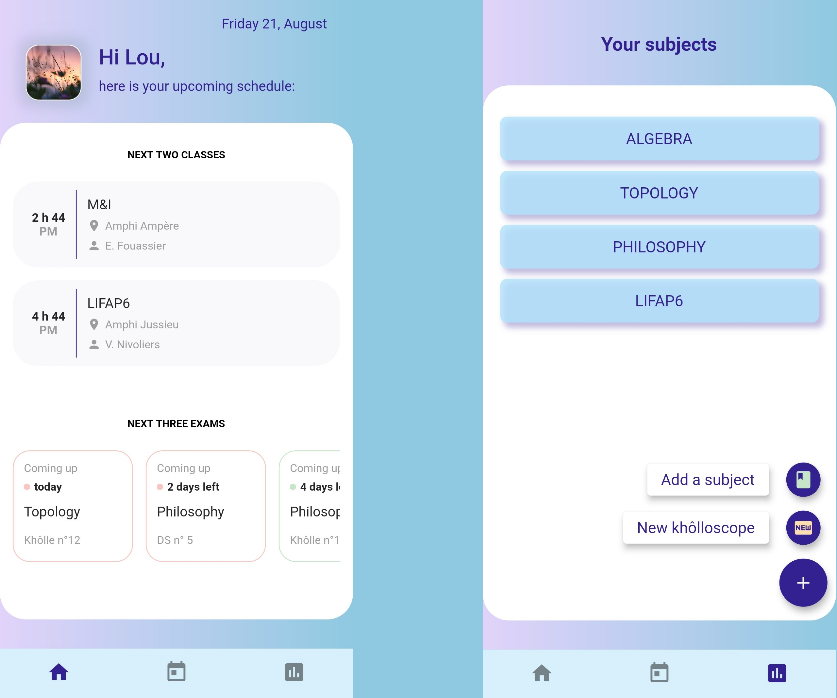 Friday 21, August
Hi Lou,
here is your upcoming schedule:
NEXT TWO CLASSES
2 h 44
PM
M&I
Amphi Ampère
E. Fouassier
4 h 44
PM
LIFAP6
Amphi Jussieu
V. Nivoliers
NEXT THREE EXAMS
Coming up
today
Topology
Khôlle n°12
Coming up
2 days left
Philosophy
DS n° 5
Coming up
4 days l
Philosop
Khôlle n°1
Your subjects
ALGEBRA
TOPOLOGY
PHILOSOPHY
LIFAP6
Add a subject
New khôlloscope
NEW